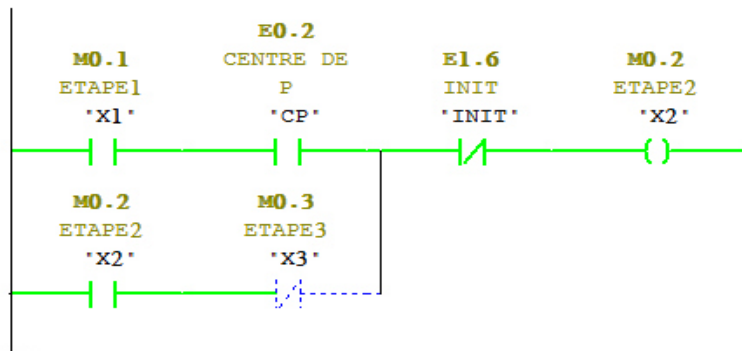 E0.2
M0.1 CENTRE DE E1.6 M0.2
ETAPE1 P INIT ETAPE2
"X1" "CP" "INIT" "X2"
M0.2 M0.3
ETAPE2 ETAPE3
"X2" "X3"